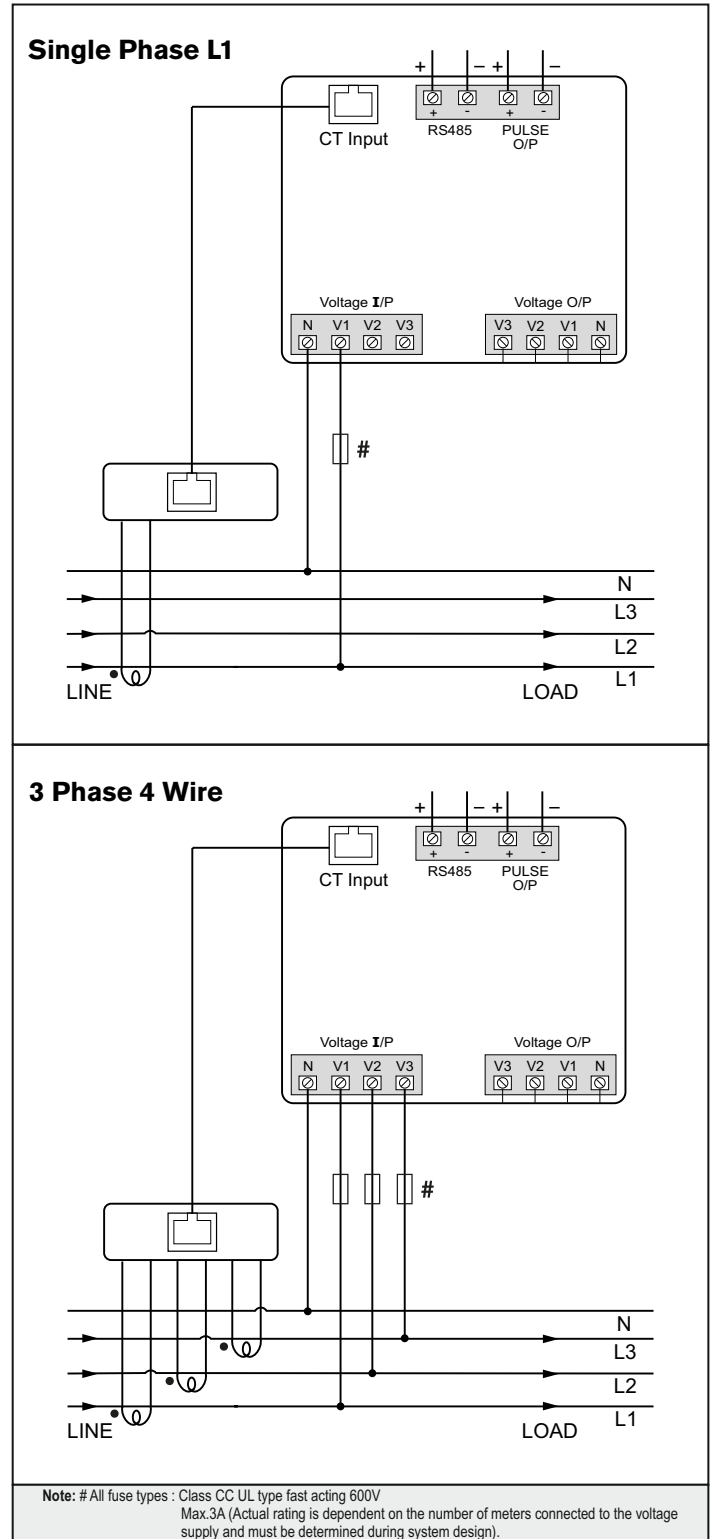 Single Phase L1
+ – + –
+ - + -
CT Input RS485 PULSE
O/P
Voltage I/P Voltage O/P
N V1 V2 V3 V3 V2 V1 N
#
N
L3
L2
LINE LOAD L1
3 Phase 4 Wire
+ – + –
+ - + -
CT Input RS485 PULSE
O/P
Voltage I/P Voltage O/P
N V1 V2 V3 V3 V2 V1 N
#
N
L3
L2
LINE LOAD L1
Note: # All fuse types : Class CC UL type fast acting 600V
Max.3A (Actual rating is dependent on the number of meters connected to the voltage
supply and must be determined during system design).